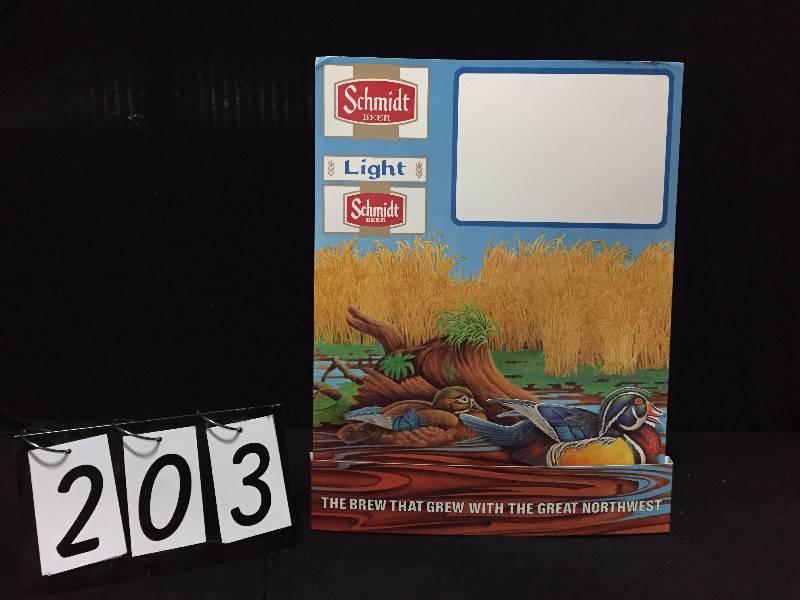 Schmidt
BEER
Light
Schmidt
BEER
THE BREW THAT GREW WITH THE GREAT NORTHWEST
203